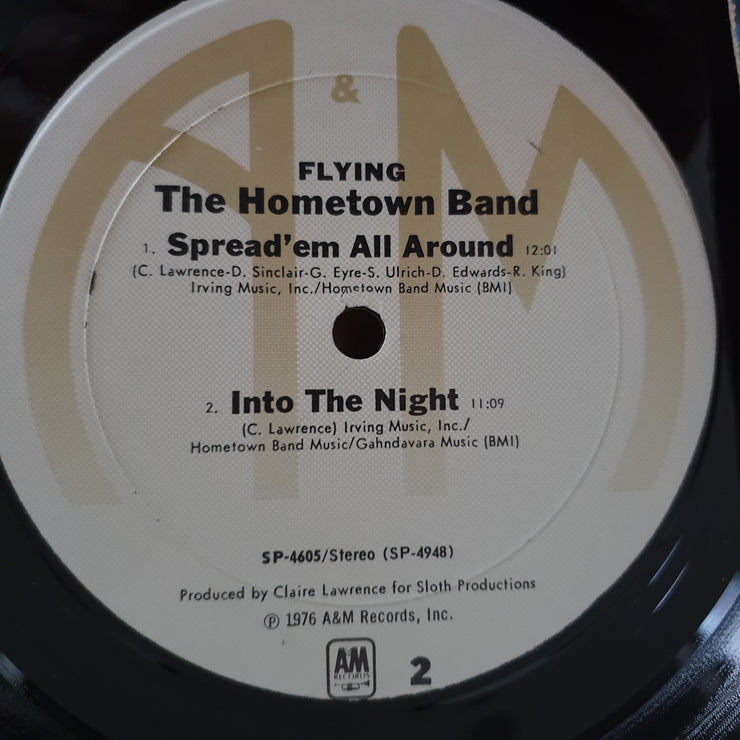 A & M
FLYING
The Hometown Band
1. Spread'em All Around 12:01
(C. Lawrence-D. Sinclair-G. Eyre-S. Ulrich-D. Edwards-R. King)
Irving Music, Inc./Hometown Band Music (BMI)
2. Into The Night 11:09
(C. Lawrence) Irving Music, Inc./
Hometown Band Music/Gahndavara Music (BMI)
SP-4605/Stereo (SP-4948)
Produced by Claire Lawrence for Sloth Productions
℗ 1976 A&M Records, Inc.
A&M
RECORDS
2